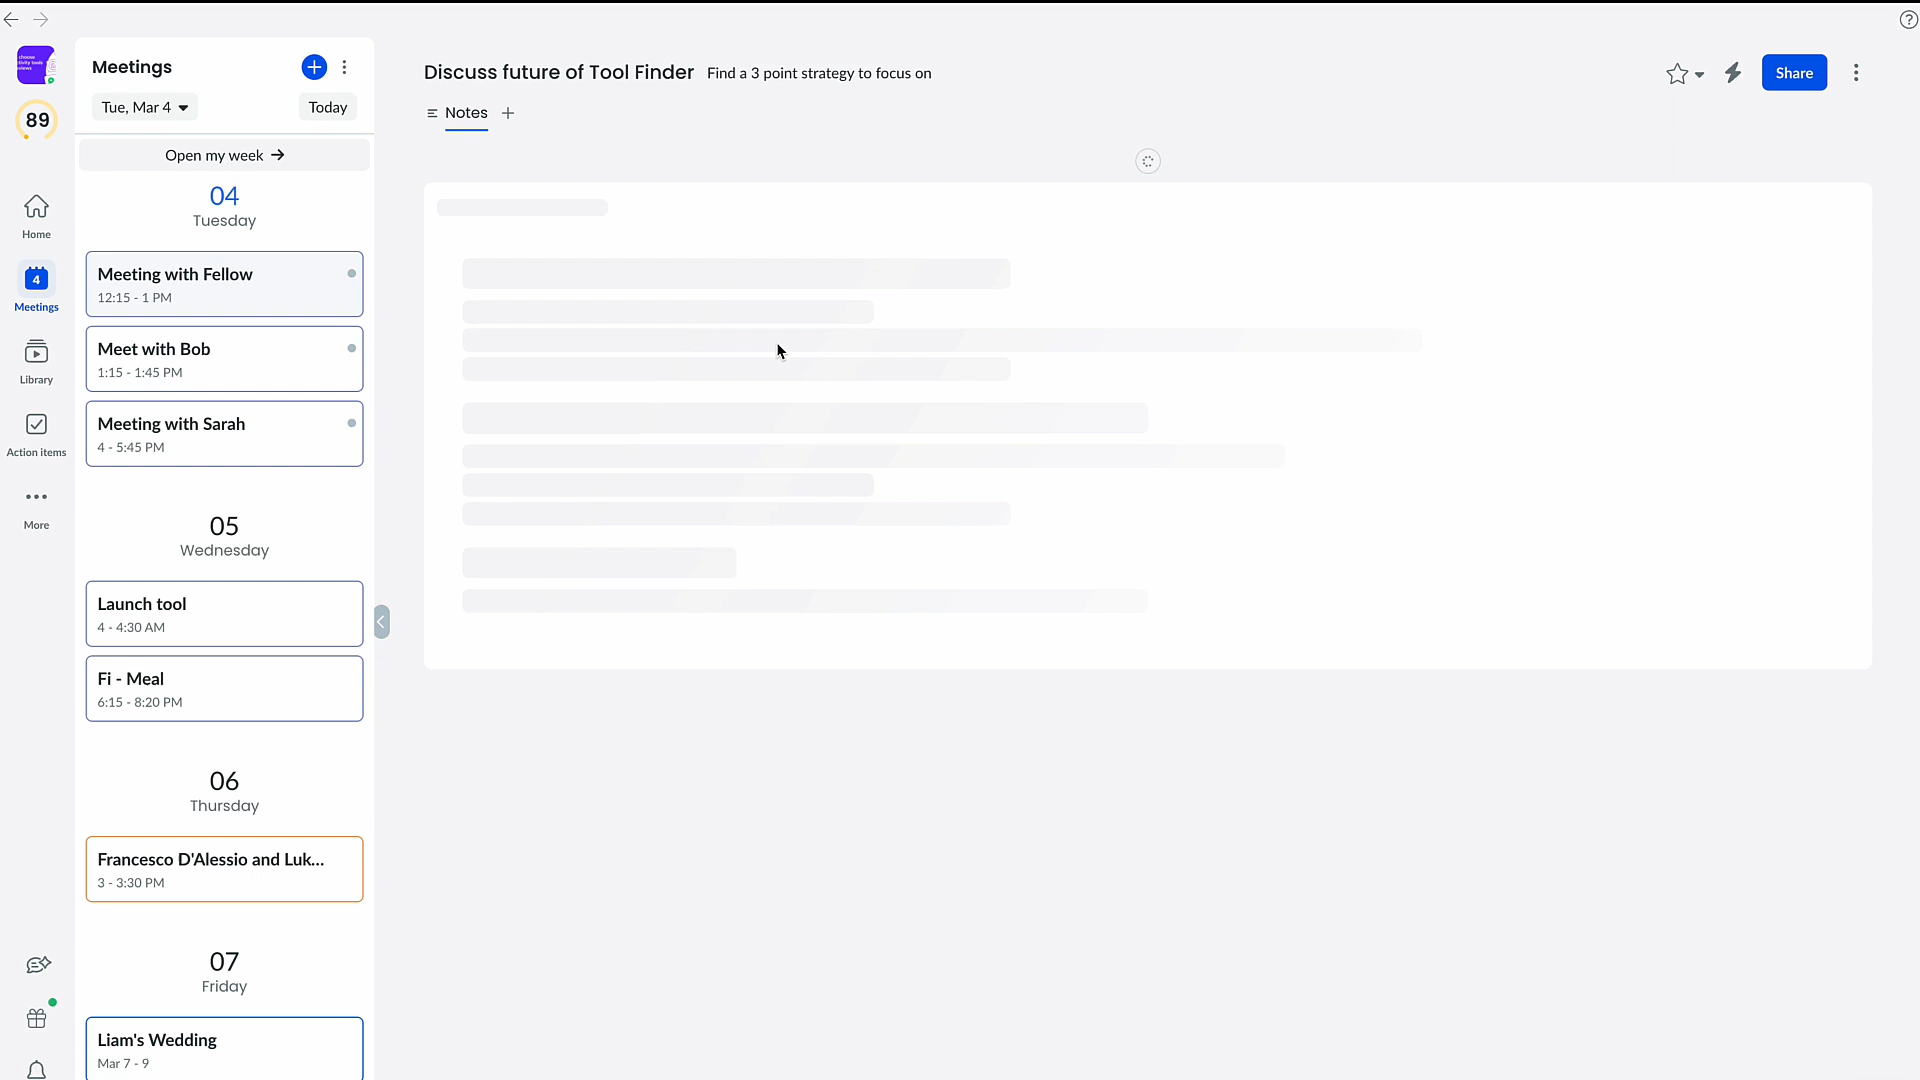 Meetings
Tue, Mar 4
Today
Open my week
04
Tuesday
Meeting with Fellow
12:15 - 1 PM
Meet with Bob
1:15 - 1:45 PM
Meeting with Sarah
4 - 5:45 PM
05
Wednesday
Launch tool
4 - 4:30 AM
Fi - Meal
6:15 - 8:20 PM
06
Thursday
Francesco D'Alessio and Luk...
3 - 3:30 PM
07
Friday
Liam's Wedding
Mar 7 - 9
89
Home
4
Meetings
Library
Action items
More
Discuss future of Tool Finder Find a 3 point strategy to focus on
Share
Notes